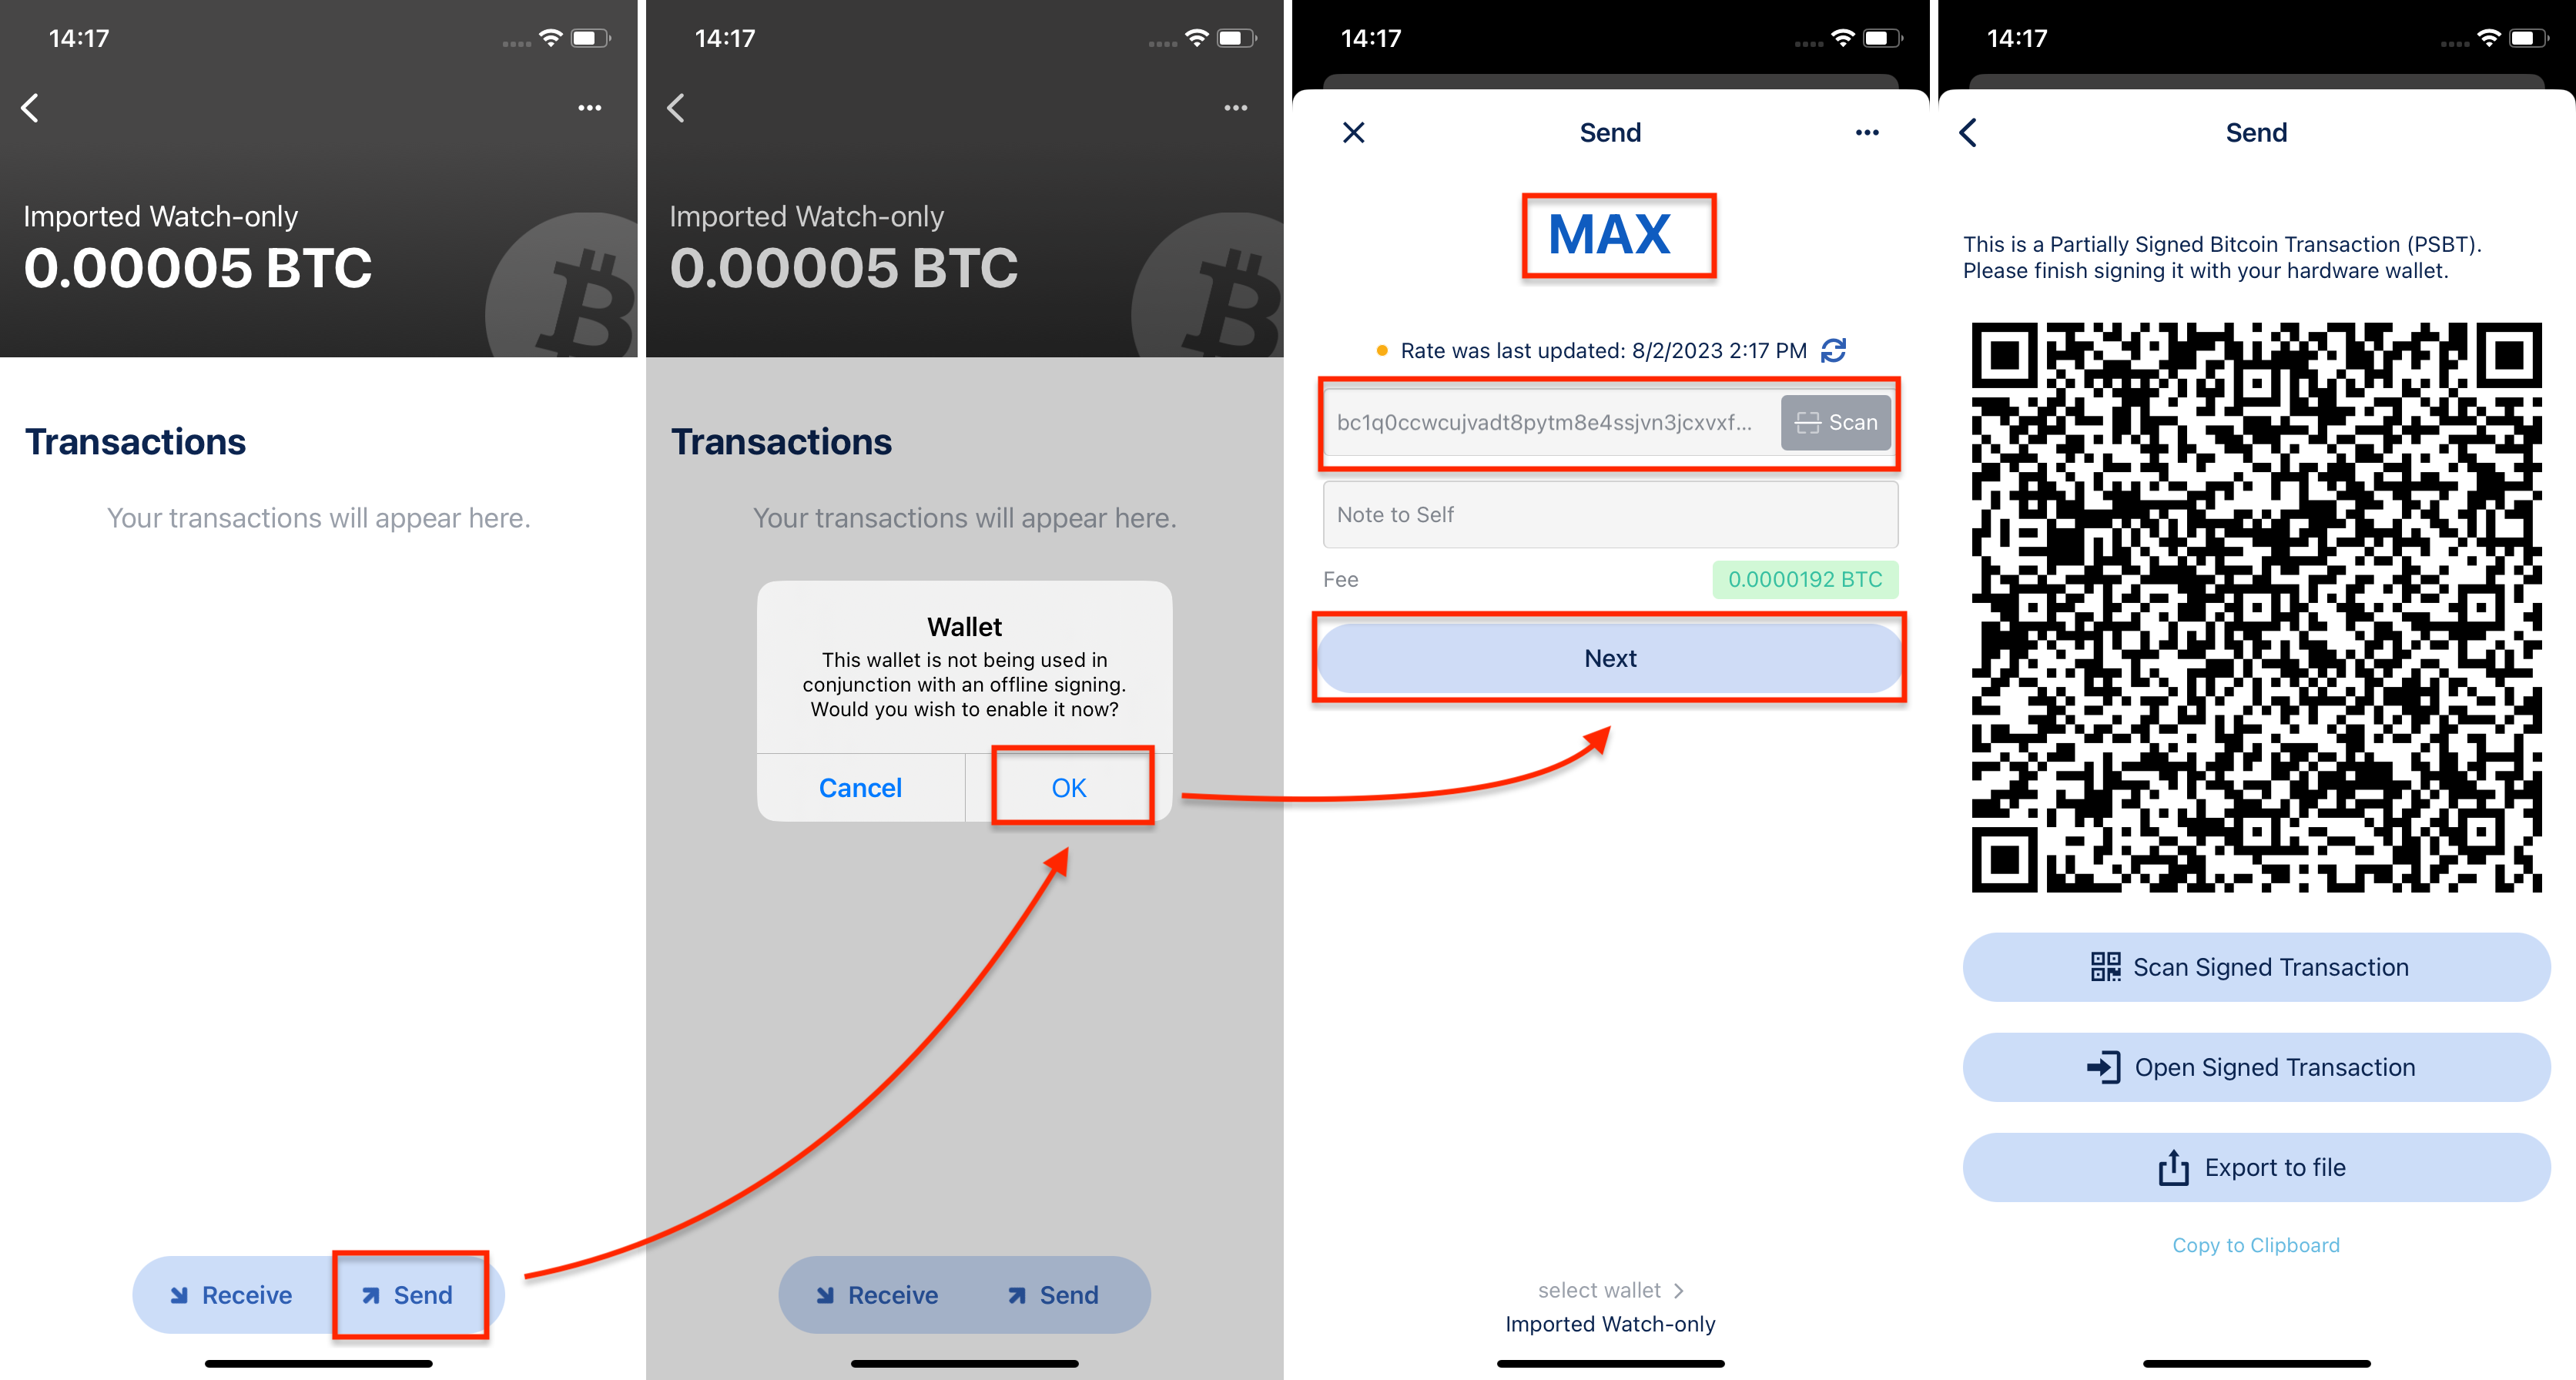 14:17
Imported Watch-only
0.00005 BTC
Transactions
Your transactions will appear here.
Receive
Send
14:17
Imported Watch-only
0.00005 BTC
Transactions
Your transactions will appear here.
Wallet
This wallet is not being used in
conjunction with an offline signing.
Would you wish to enable it now?
Cancel
OK
Receive
Send
14:17
Send
MAX
Rate was last updated: 8/2/2023 2:17 PM
bc1q0ccwcujvadt8pytm8e4ssjvn3jcxvxf...
Scan
Note to Self
Fee
0.0000192 BTC
Next
select wallet
Imported Watch-only
14:17
Send
This is a Partially Signed Bitcoin Transaction (PSBT).
Please finish signing it with your hardware wallet.
Scan Signed Transaction
Open Signed Transaction
Export to file
Copy to Clipboard